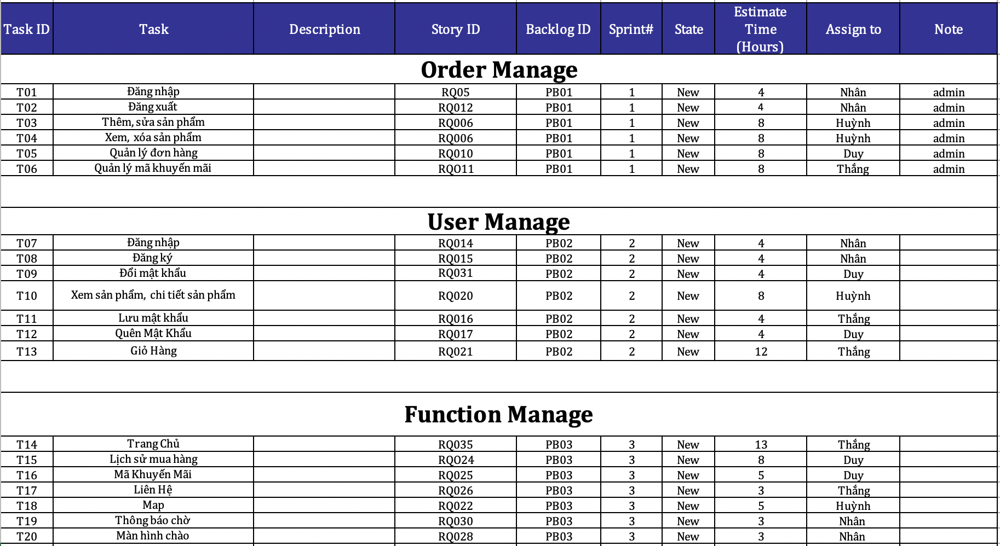 Task ID Task Description Story ID Backlog ID Sprint# State Estimate Time (Hours) Assign to Note
Order Manage
T01 Đăng nhập RQ05 PB01 1 New 4 Nhân admin
T02 Đăng xuất RQ012 PB01 1 New 4 Nhân admin
T03 Thêm, sửa sản phẩm RQ006 PB01 1 New 8 Huỳnh admin
T04 Xem, xóa sản phẩm RQ006 PB01 1 New 8 Huỳnh admin
T05 Quản lý đơn hàng RQ010 PB01 1 New 8 Duy admin
T06 Quản lý mã khuyến mãi RQO11 PB01 1 New 8 Thắng admin
User Manage
T07 Đăng nhập RQ014 PB02 2 New 4 Nhân
T08 Đăng ký RQ015 PB02 2 New 4 Nhân
T09 Đổi mật khẩu RQ031 PB02 2 New 4 Duy
T10 Xem sản phẩm, chi tiết sản phẩm RQ020 PB02 2 New 8 Huỳnh
T11 Lưu mật khẩu RQ016 PB02 2 New 4 Thắng
T12 Quên Mật Khẩu RQ017 PB02 2 New 4 Duy
T13 Giỏ Hàng RQ021 PB02 2 New 12 Thắng
Function Manage
T14 Trang Chủ RQ035 PB03 3 New 13 Thắng
T15 Lịch sử mua hàng RQO24 PB03 3 New 8 Duy
T16 Mã Khuyến Mãi RQ025 PB03 3 New 5 Duy
T17 Liên Hệ RQ026 PB03 3 New 3 Thắng
T18 Map RQ022 PB03 3 New 5 Huỳnh
T19 Thông báo chờ RQ030 PB03 3 New 3 Nhân
T20 Màn hình chào RQ028 PB03 3 New 3 Nhân